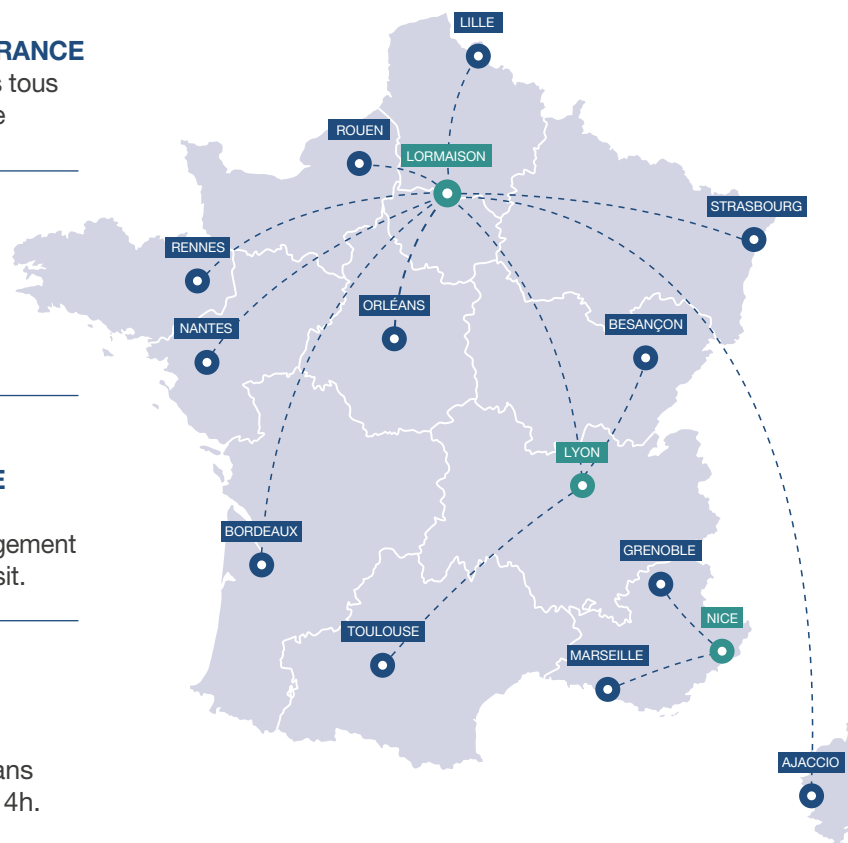 RANCE
tous
E
gement
sit.
ans
4h.
LILLE
ROUEN
LORMAISON
STRASBOURG
RENNES
ORLÉANS
NANTES
BESANÇON
LYON
BORDEAUX
GRENOBLE
NICE
TOULOUSE
MARSEILLE
AJACCIO